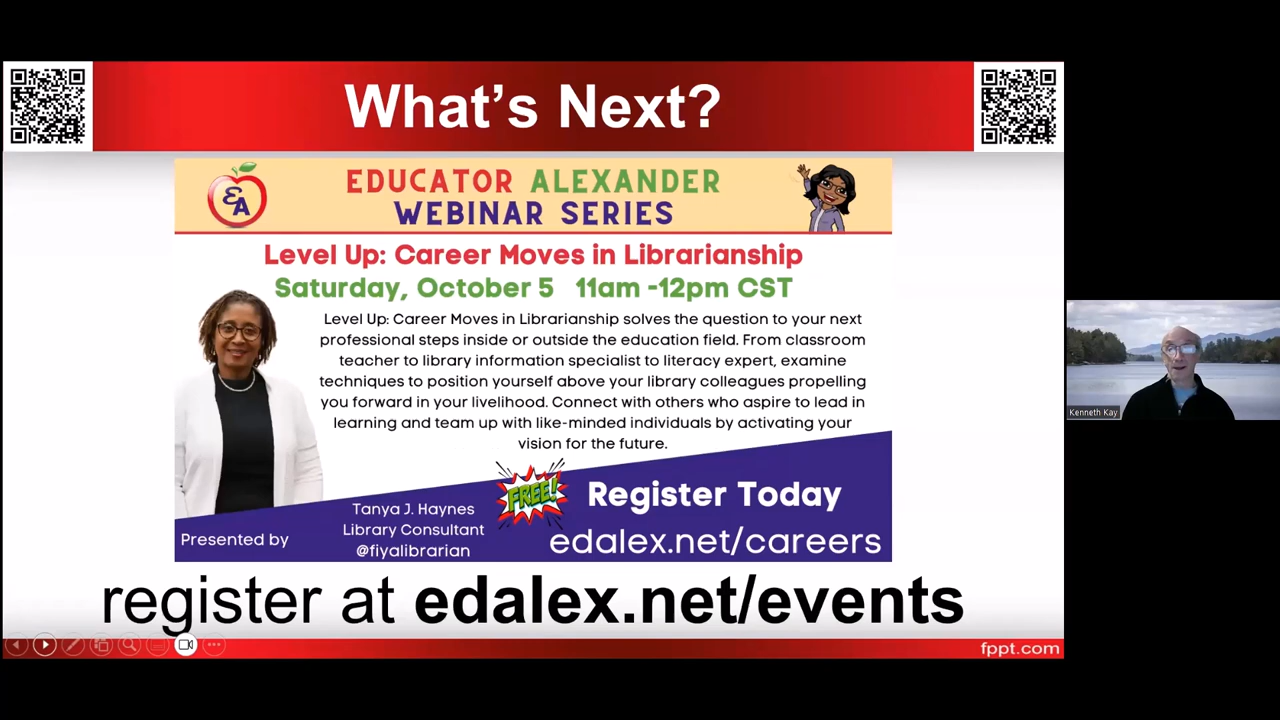 What's Next?
EA
EDUCATOR ALEXANDER
WEBINAR SERIES
Level Up: Career Moves in Librarianship
Saturday, October 5 11am -12pm CST
Level Up: Career Moves in Librarianship solves the question to your next
professional steps inside or outside the education field. From classroom
teacher to library information specialist to literacy expert, examine
techniques to position yourself above your library colleagues propelling
you forward in your livelihood. Connect with others who aspire to lead in
learning and team up with like-minded individuals by activating your
vision for the future.
Presented by
Tanya J. Haynes
Library Consultant
@fiyalibrarian
FREE!
Register Today
edalex.net/careers
register at edalex.net/events
fppt.com
Kenneth Kay